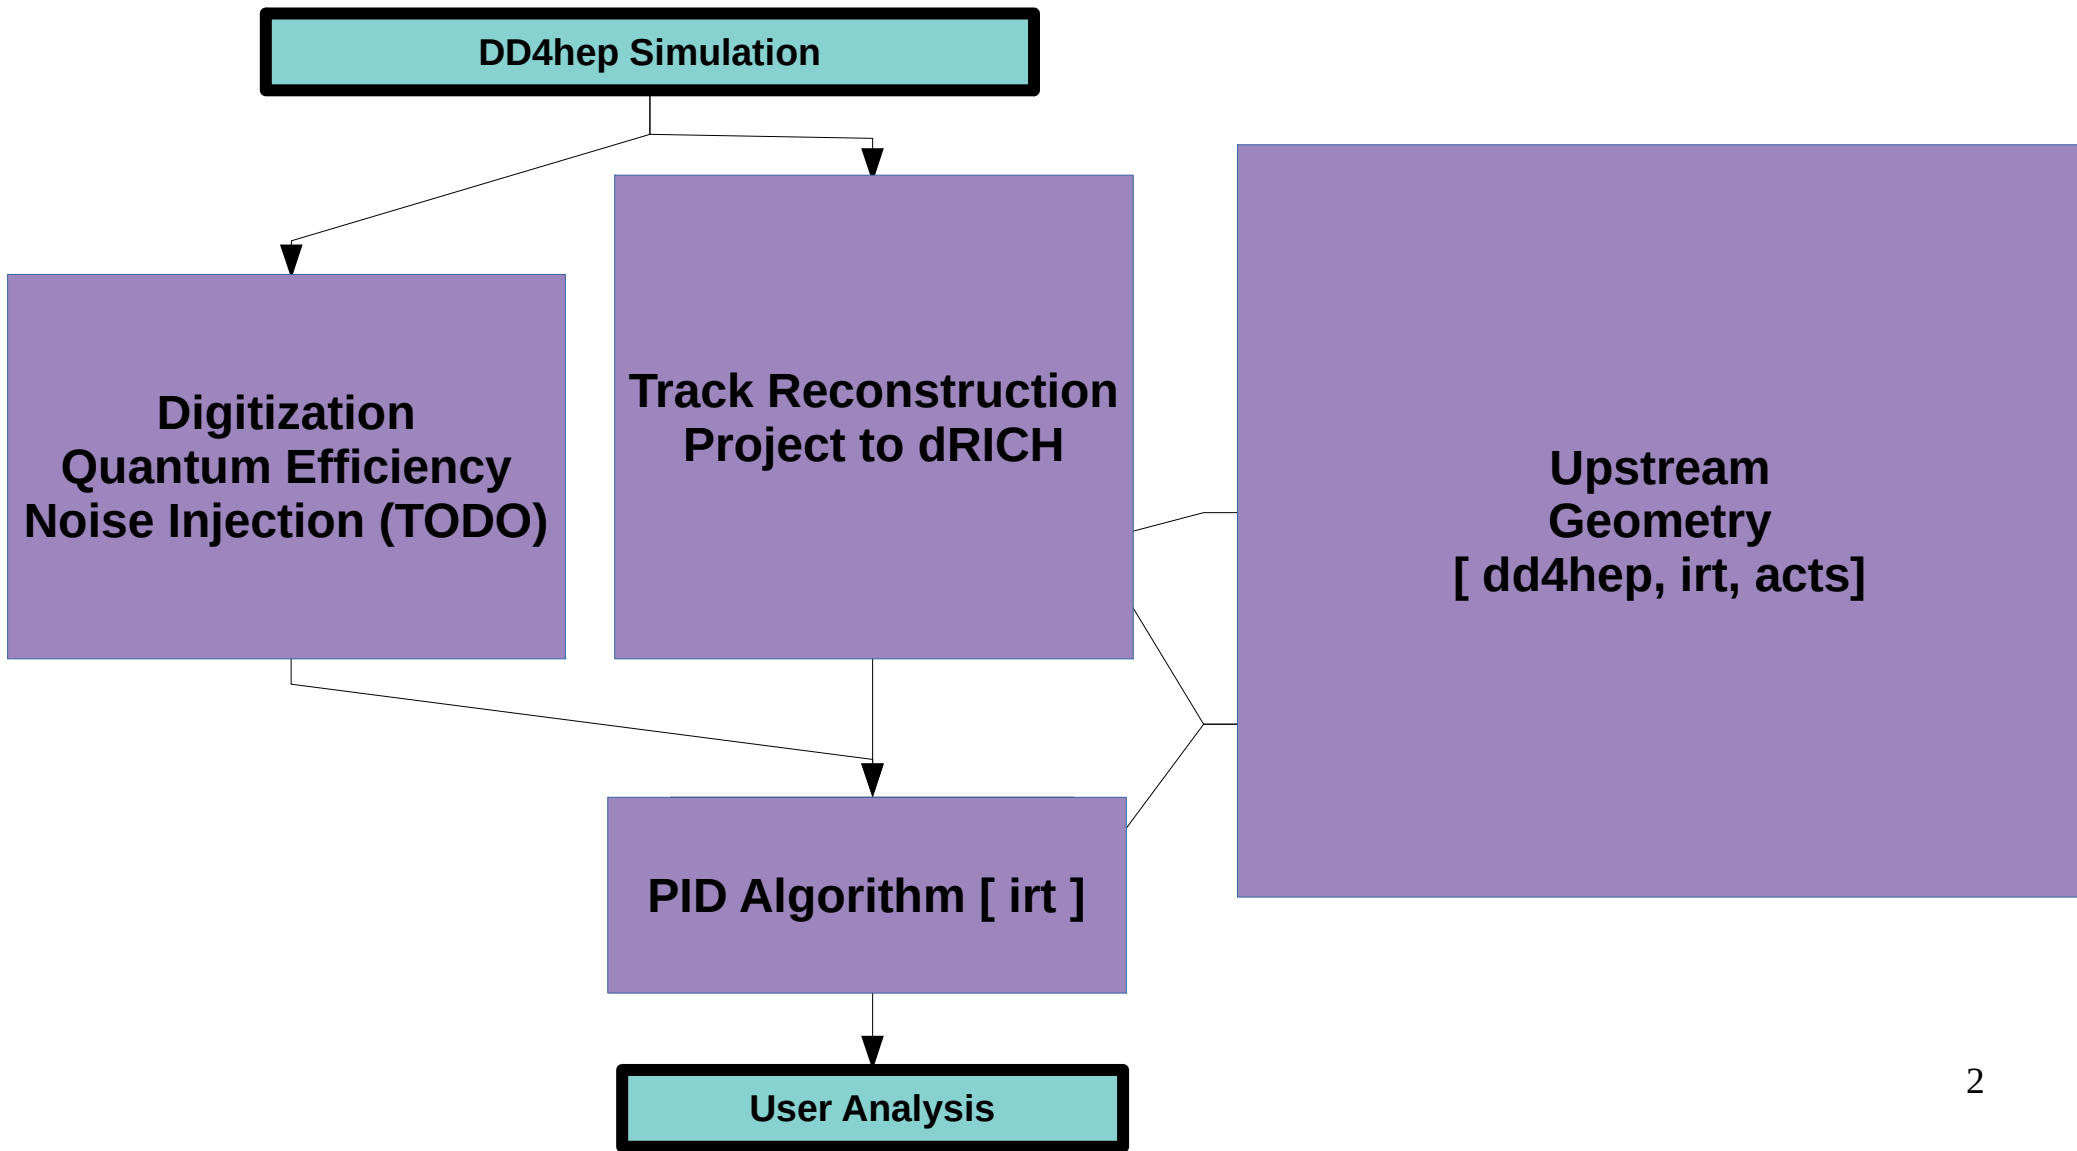 DD4hep Simulation
Digitization
Quantum Efficiency
Noise Injection (TODO)
Track Reconstruction
Project to dRICH
Upstream
Geometry
[ dd4hep, irt, acts]
PID Algorithm [ irt ]
User Analysis
2